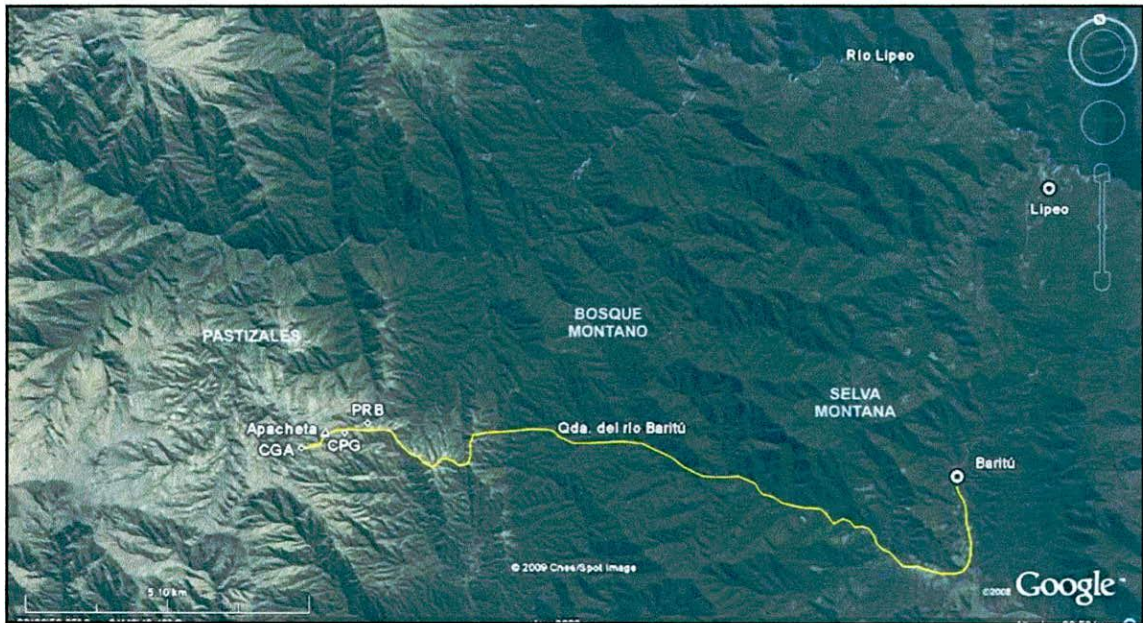 Río Lipeo
Lipeo
PASTIZALES
BOSQUE
MONTANO
SELVA
MONTANA
PRB
Apacheta
CPG
CGA
Qda. del río Baritú
Baritú
© 2009 Cnes/Spot Image
©2008 Google™
5.10 km